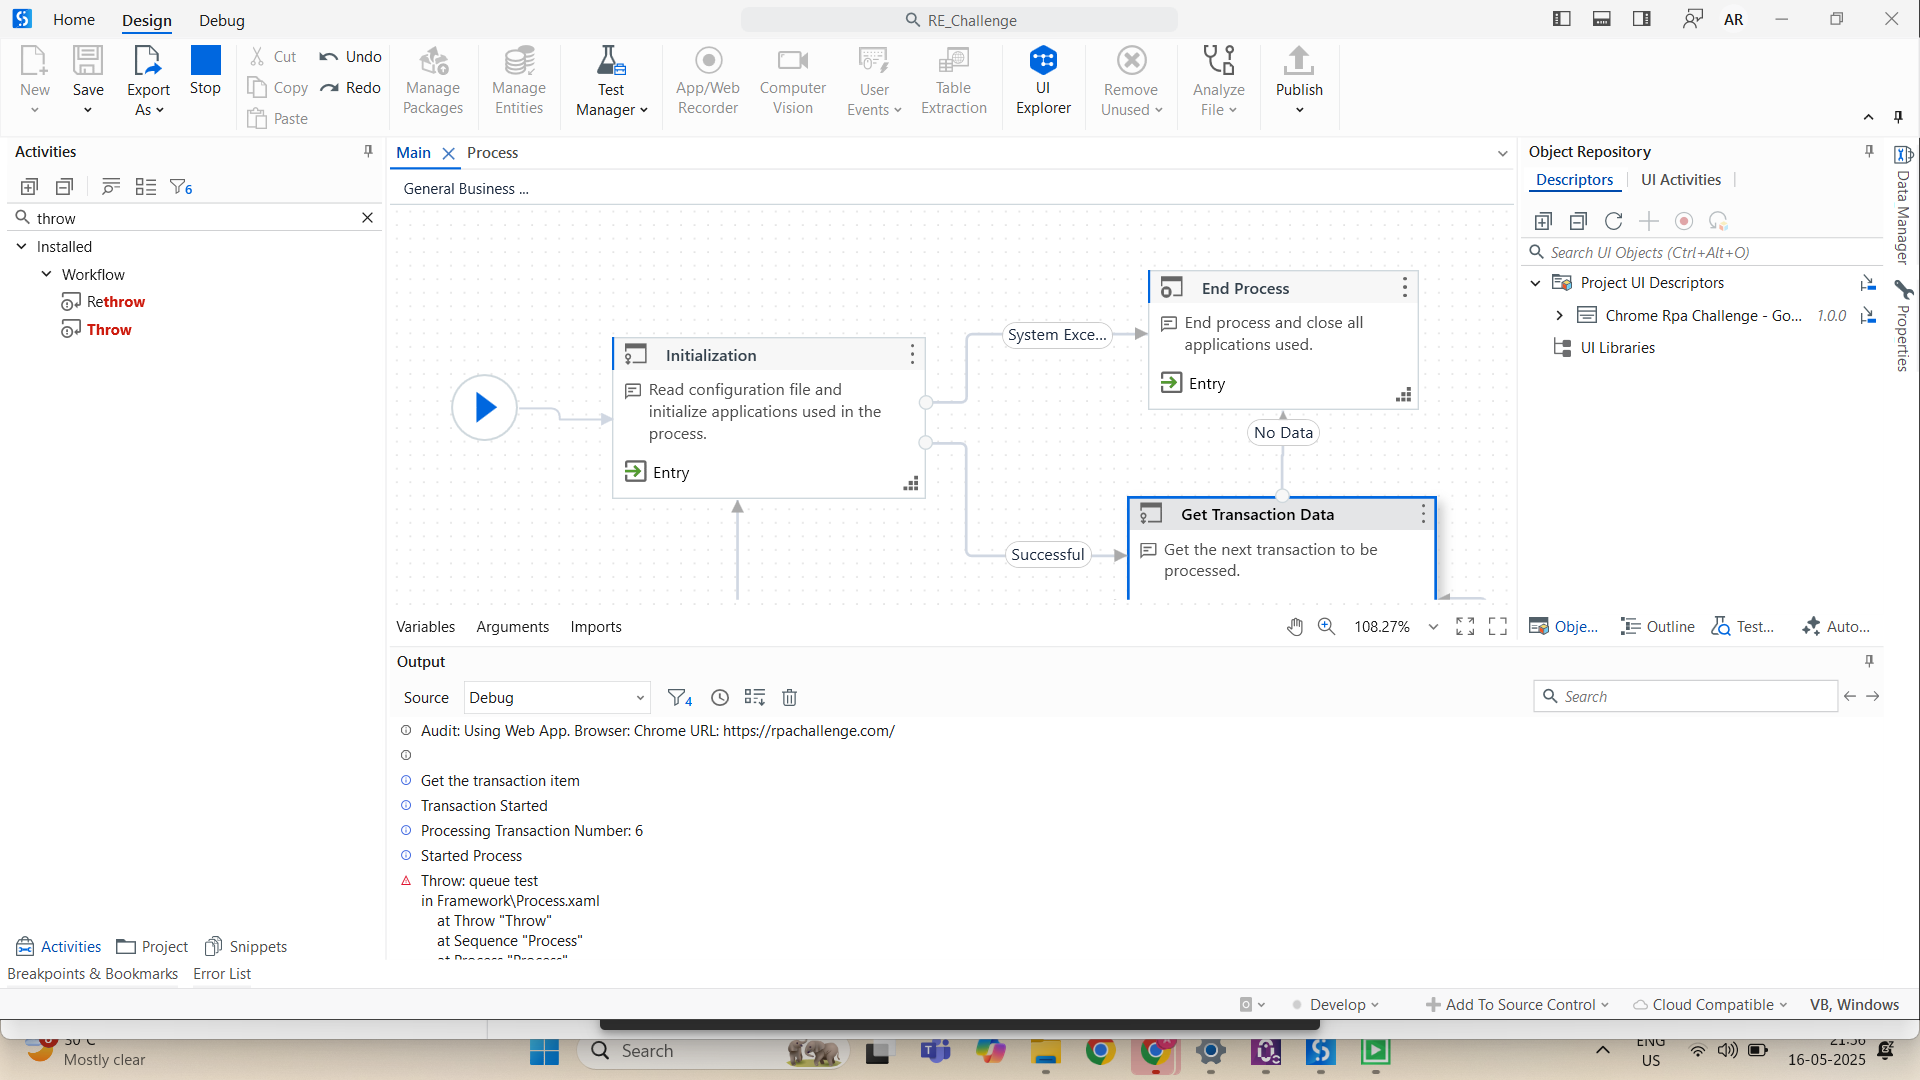 Home
Design
Debug
RE_Challenge
AR
New
Save
Export
As
Stop
Cut
Copy
Paste
Undo
Redo
Manage
Packages
Manage
Entities
Test
Manager
App/Web
Recorder
Computer
Vision
User
Events
Table
Extraction
UI
Explorer
Remove
Unused
Analyze
File
Publish
Activities
6
throw
Installed
Workflow
Rethrow
Throw
Main
Process
General Business ...
Initialization
Read configuration file and
initialize applications used in the
process.
Entry
System Exce...
End Process
End process and close all
applications used.
Entry
No Data
Successful
Get Transaction Data
Get the next transaction to be
processed.
Variables
Arguments
Imports
108.27%
Object Repository
Descriptors
UI Activities
Search UI Objects (Ctrl+Alt+O)
Project UI Descriptors
Chrome Rpa Challenge - Go...
1.0.0
UI Libraries
Data Manager
Properties
Obje...
Outline
Test...
Auto...
Output
Source
Debug
4
Search
Audit: Using Web App. Browser: Chrome URL: https://rpachallenge.com/
Get the transaction item
Transaction Started
Processing Transaction Number: 6
Started Process
Throw: queue test
in Framework\Process.xaml
at Throw "Throw"
at Sequence "Process"
at Process "Process"
Activities
Project
Snippets
Breakpoints & Bookmarks
Error List
Develop
Add To Source Control
Cloud Compatible
VB, Windows
30°C
Mostly clear
Search
ENG
US
21:56
16-05-2025